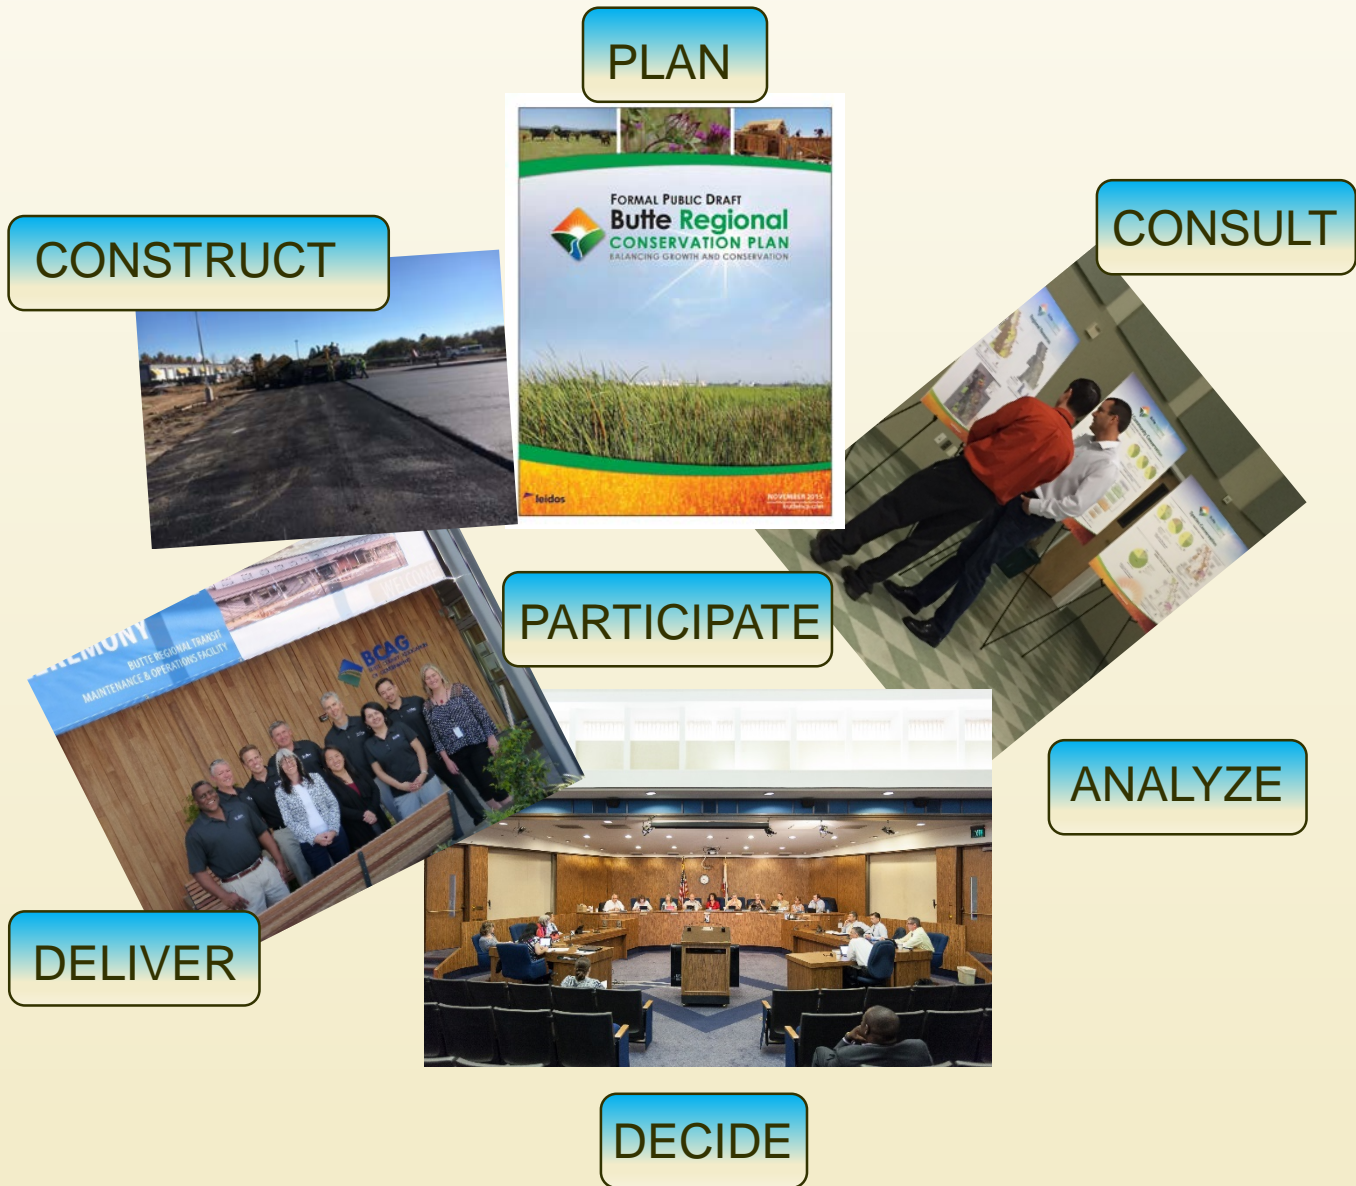 PLAN
FORMAL PUBLIC DRAFT
Butte Regional
CONSERVATION PLAN
BALANCING GROWTH AND CONSERVATION
leidos
NOVEMBER 2015
CONSULT
CONSTRUCT
PARTICIPATE
EMONY
BUTTE REGIONAL TRANSIT
MAINTENANCE & OPERATIONS FACILITY
BCAG
ANALYZE
DELIVER
DECIDE